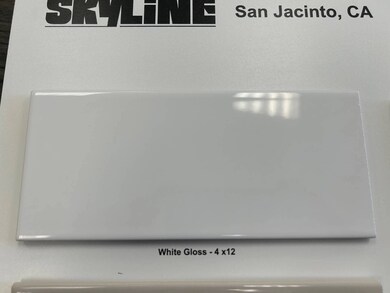 SKYLINE
San Jacinto, CA
White Gloss - 4 x12